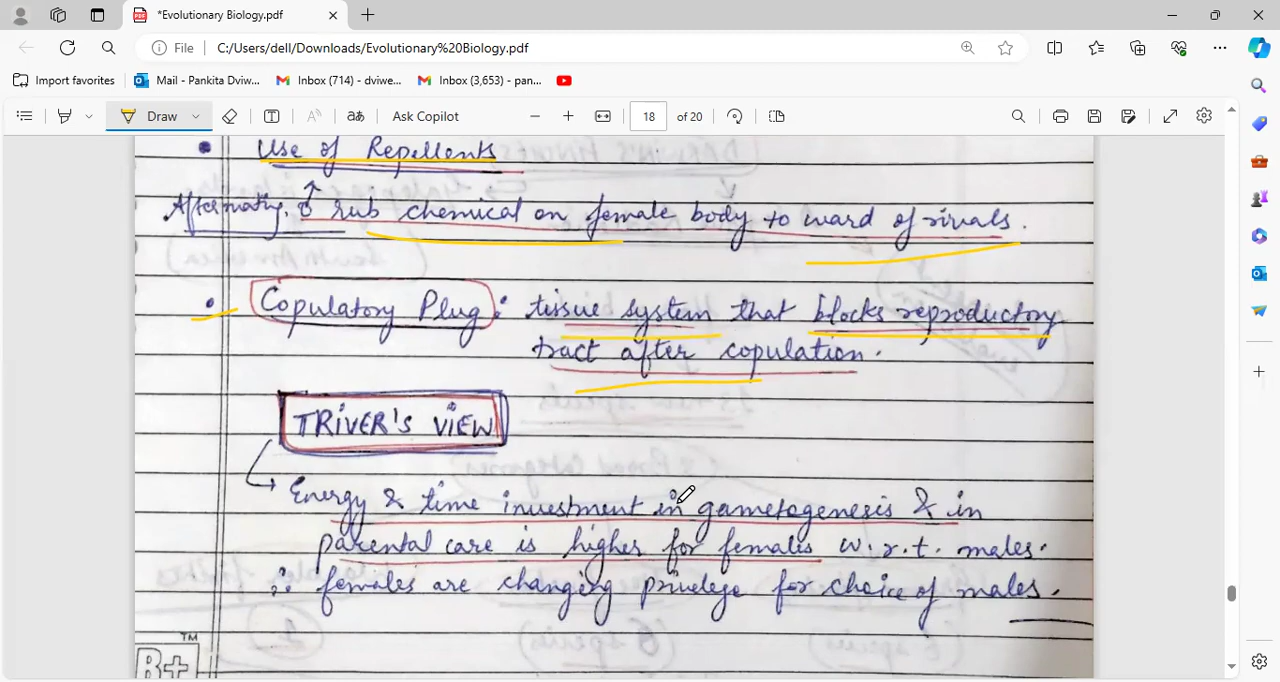 *Evolutionary Biology.pdf
File C:/Users/dell/Downloads/Evolutionary%20Biology.pdf
Import favorites Mail - Pankita Dviw... Inbox (714) - dviwe... Inbox (3,653) - pan...
Draw Ask Copilot 18 of 20
• Use of Repellents
♂ rub chemical on female body to ward of rivals.
• Copulatory Plug : tissue system that blocks reproductory
tract after copulation.
TRiVER'S ViEW
Energy & time investment in gametogenesis & in
parental care is higher for females w.r.t. males.
∴ females are changing privelege for choice of males.
B+ TM